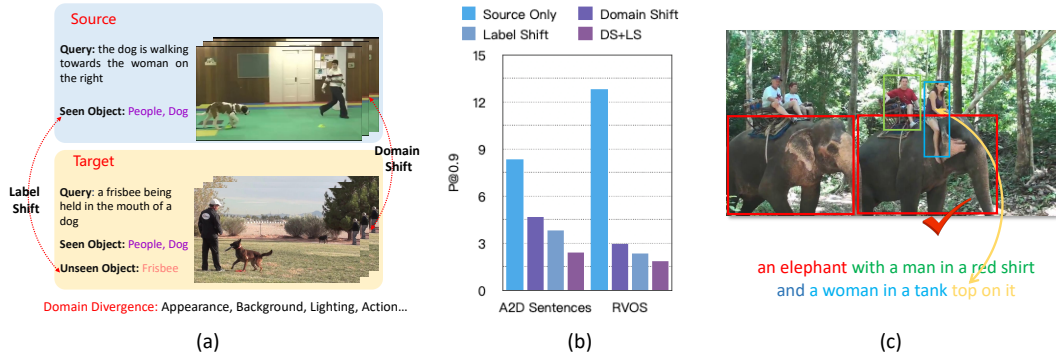 Source
Query: the dog is walking
towards the woman on
the right
Seen Object: People, Dog
Label
Shift
Domain
Shift
Target
Query: a frisbee being
held in the mouth of a
dog
Seen Object: People, Dog
Unseen Object: Frisbee
Domain Divergence: Appearance, Background, Lighting, Action...
(a)
Source Only
Domain Shift
Label Shift
DS+LS
P@0.9
15
12
9
6
3
0
A2D Sentences
RVOS
(b)
an elephant with a man in a red shirt
and a woman in a tank top on it
(c)